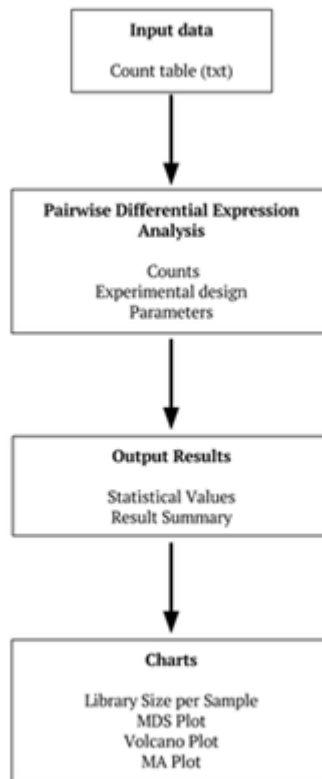 Input data
Count table (txt)
Pairwise Differential Expression
Analysis
Counts
Experimental design
Parameters
Output Results
Statistical Values
Result Summary
Charts
Library Size per Sample
MDS Plot
Volcano Plot
MA Plot